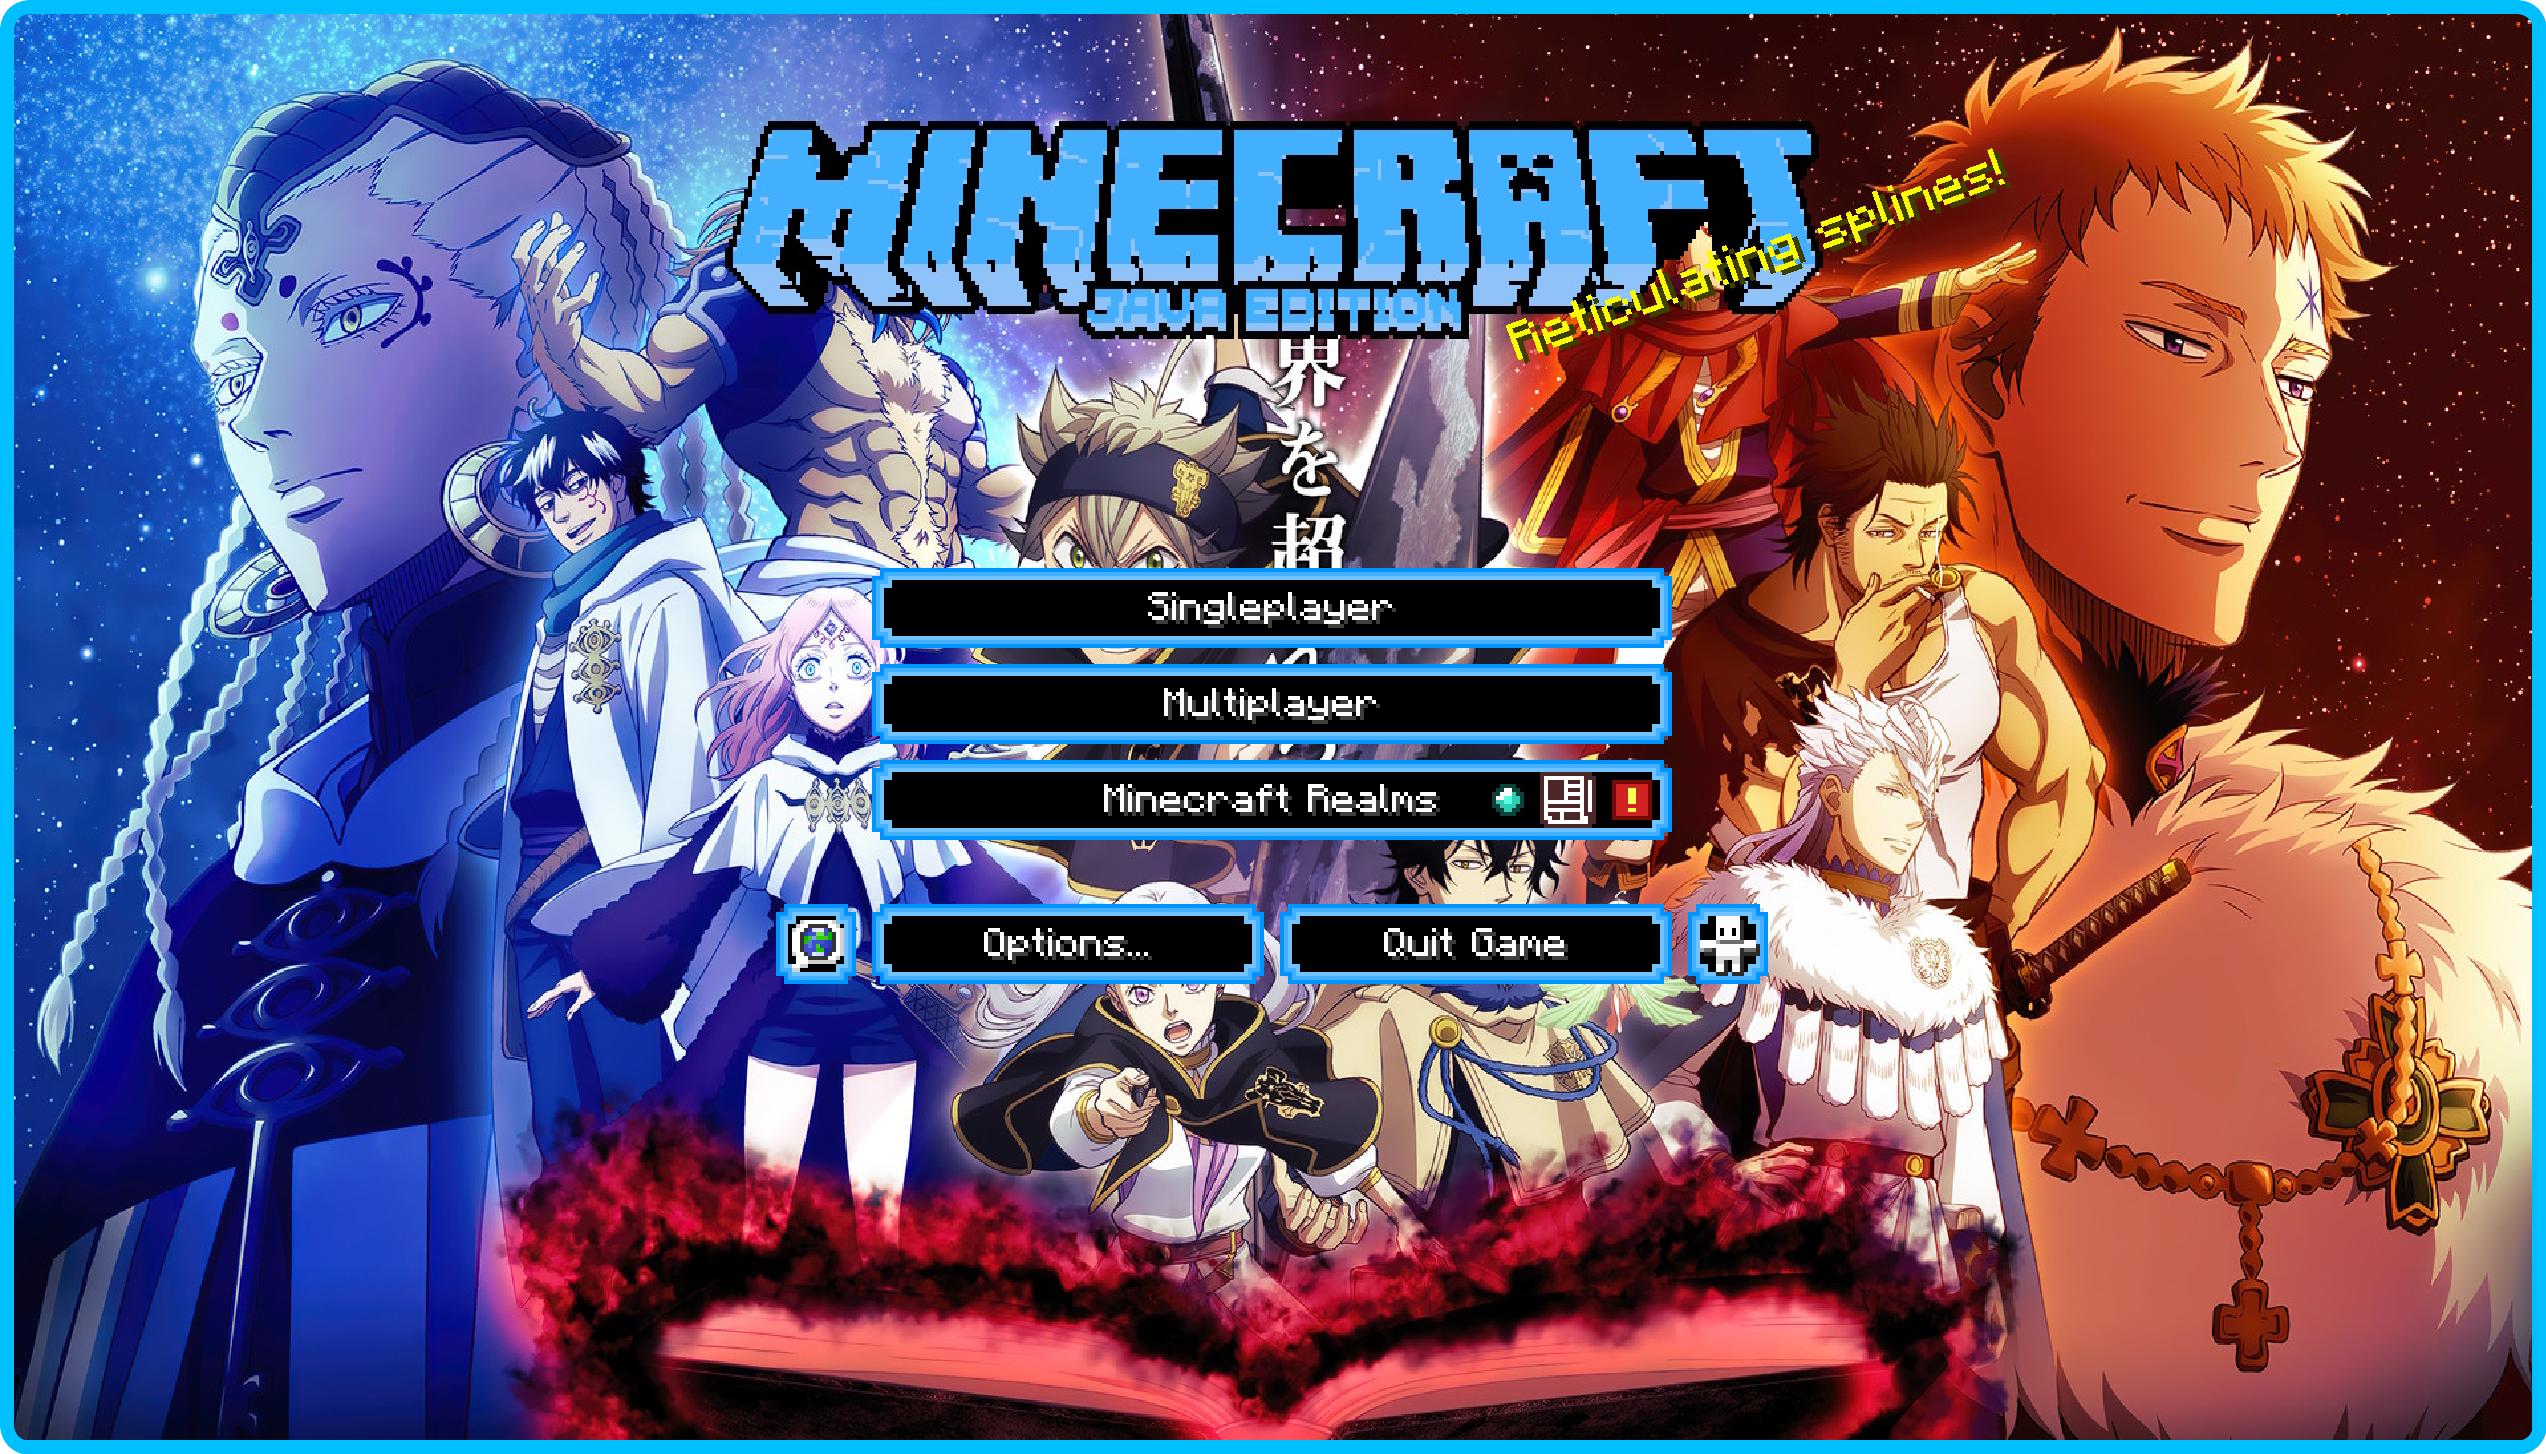 MINECRAFT
JAVA EDITION
Reticulating splines!
界を超
Singleplayer
Multiplayer
Minecraft Realms
Options...
Quit Game